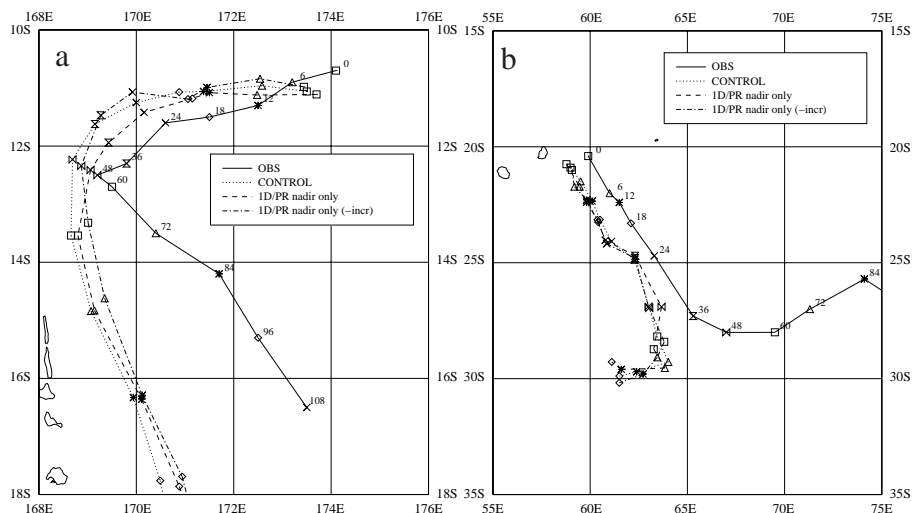 168E 170E 172E 174E 176E
10S 10S
12S 12S
14S 14S
16S 16S
18S 18S
168E 170E 172E 174E 176E
a
0
6
12
18
24
36
48
60
72
84
96
108
OBS
CONTROL
1D/PR nadir only
1D/PR nadir only (−incr)
55E 60E 65E 70E 75E
15S 15S
20S 20S
25S 25S
30S 30S
35S 35S
55E 60E 65E 70E 75E
b
OBS
CONTROL
1D/PR nadir only
1D/PR nadir only (−incr)
0
6
12
18
24
36
48
60
72
84